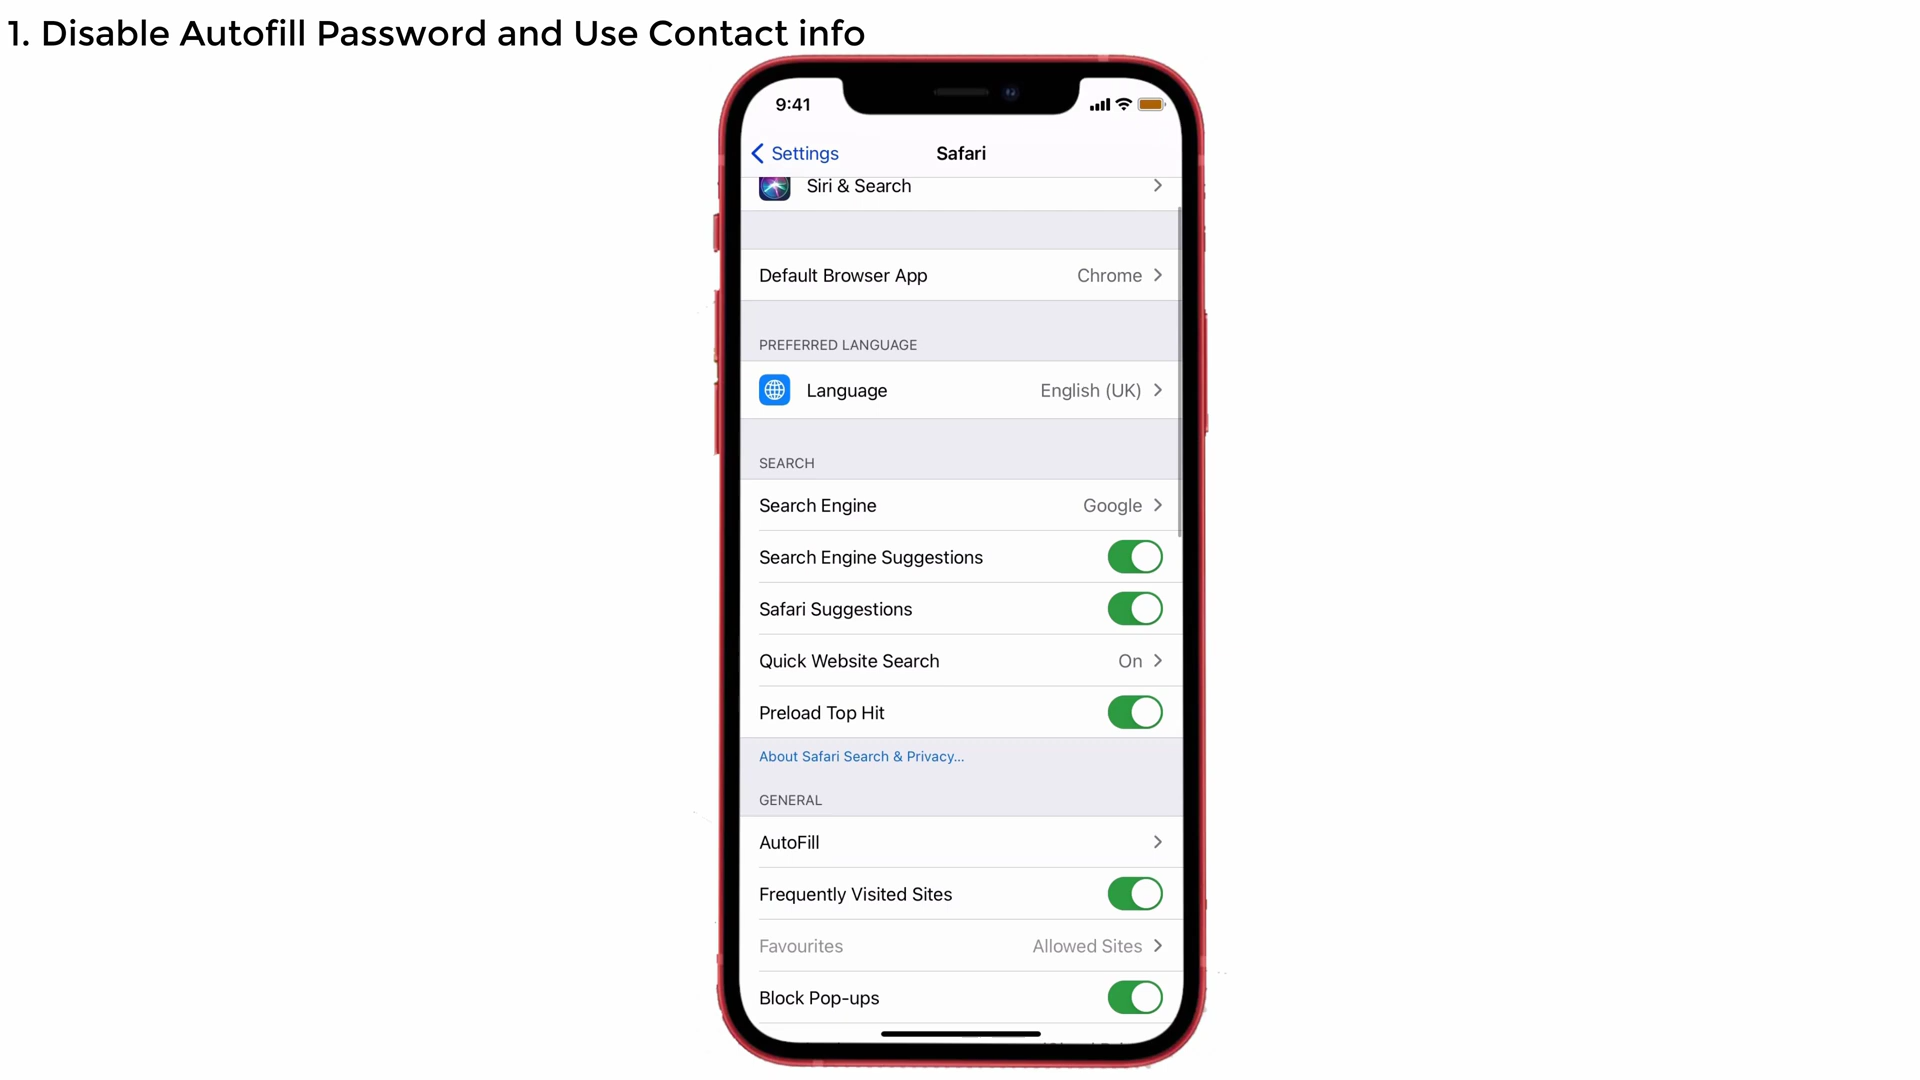 1. Disable Autofill Password and Use Contact info
9:41
Settings
Safari
Siri & Search
Default Browser App
Chrome
PREFERRED LANGUAGE
Language
English (UK)
SEARCH
Search Engine
Google
Search Engine Suggestions
Safari Suggestions
Quick Website Search
On
Preload Top Hit
About Safari Search & Privacy...
GENERAL
AutoFill
Frequently Visited Sites
Favourites
Allowed Sites
Block Pop-ups